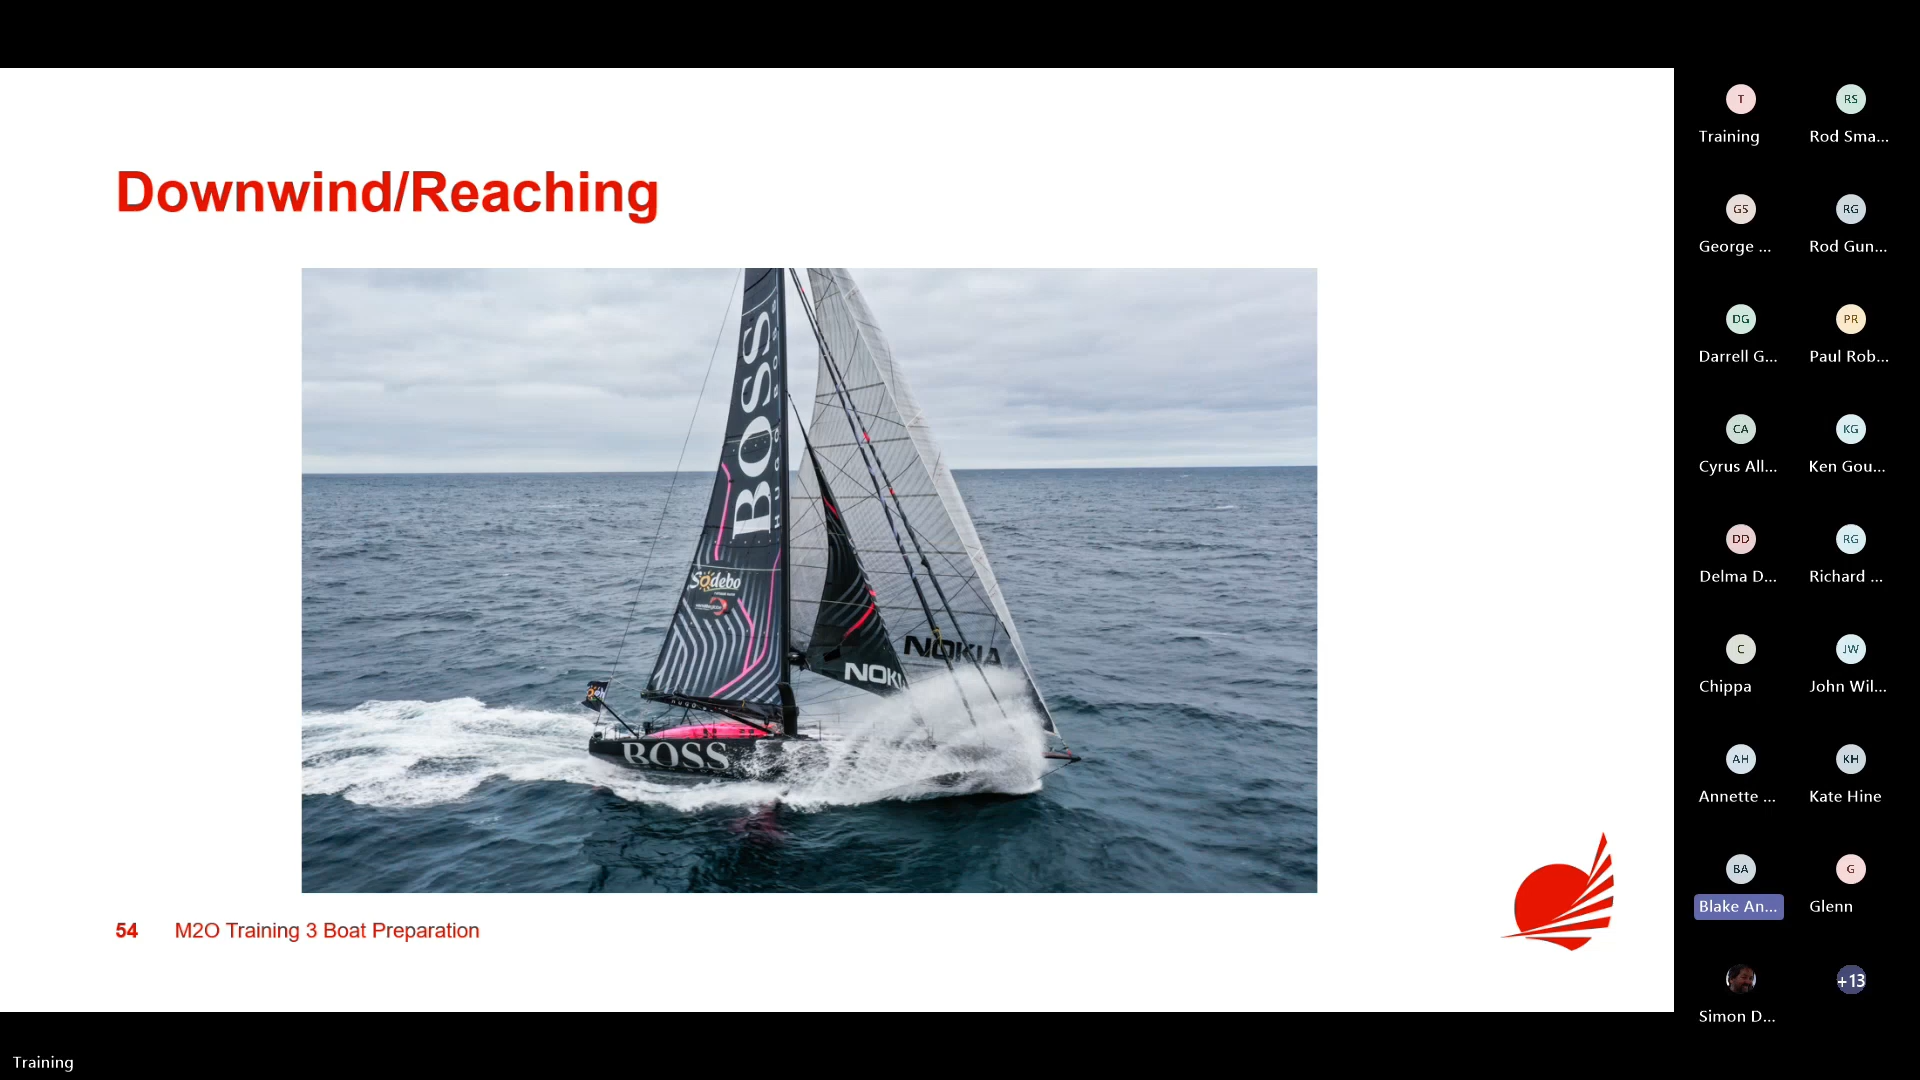 Downwind/Reaching
BOSS
HUGO BOSS
Sodebo
NOKIA
NOKI
BOSS
54 M2O Training 3 Boat Preparation
T
RS
Training
Rod Sma...
GS
RG
George ...
Rod Gun...
DG
PR
Darrell G...
Paul Rob...
CA
KG
Cyrus All...
Ken Gou...
DD
RG
Delma D...
Richard ...
C
JW
Chippa
John Wil...
AH
KH
Annette ...
Kate Hine
BA
G
Blake An...
Glenn
+13
Simon D...
Training